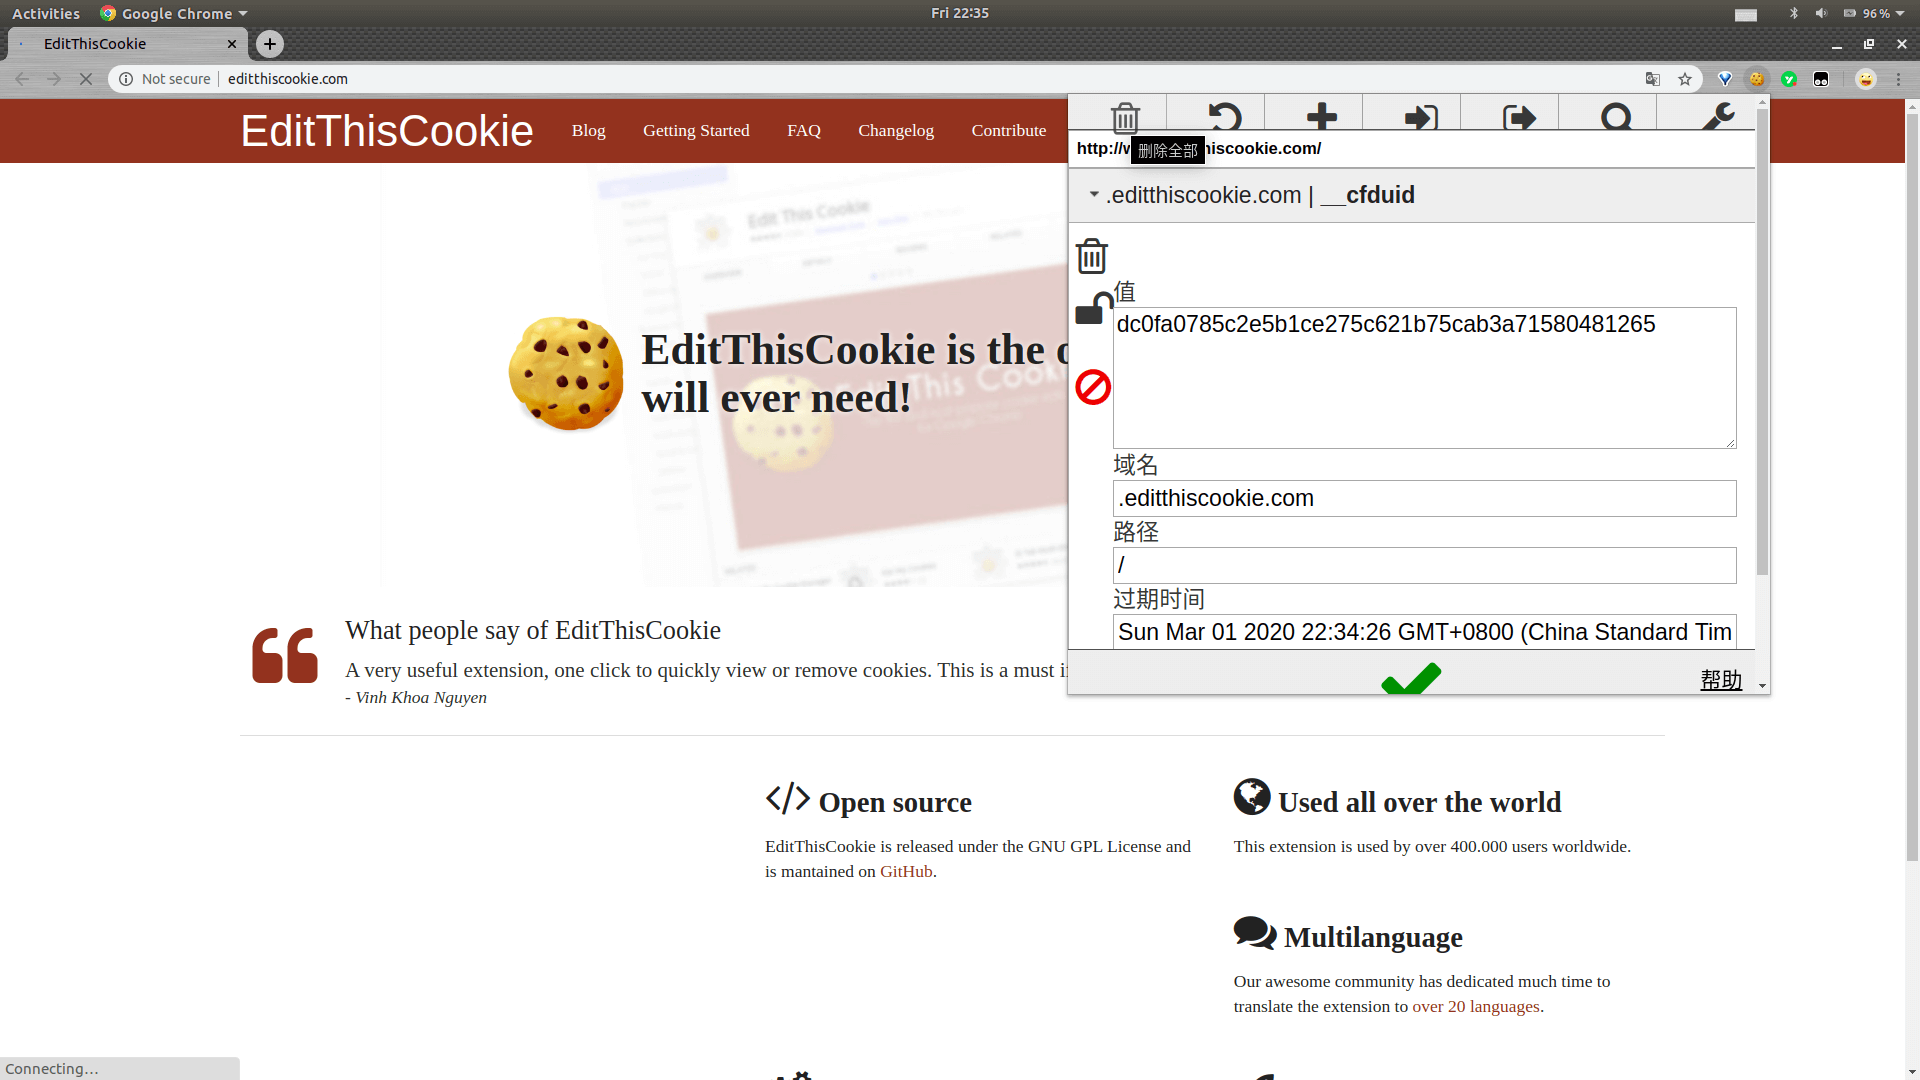 Activities Google Chrome Fri 22:35 96 %
EditThisCookie
Not secure editthiscookie.com
EditThisCookie Blog Getting Started FAQ Changelog Contribute
删除全部
http://w hiscookie.com/
.editthiscookie.com | __cfduid
值
dc0fa0785c2e5b1ce275c621b75cab3a71580481265
域名
.editthiscookie.com
路径
/
过期时间
Sun Mar 01 2020 22:34:26 GMT+0800 (China Standard Tim
帮助
Edit This Cookie
EditThisCookie is the
will ever need!
What people say of EditThisCookie
A very useful extension, one click to quickly view or remove cookies. This is a must
- Vinh Khoa Nguyen
</> Open source
EditThisCookie is released under the GNU GPL License and
is mantained on GitHub.
Used all over the world
This extension is used by over 400.000 users worldwide.
Multilanguage
Our awesome community has dedicated much time to
translate the extension to over 20 languages.
Connecting...